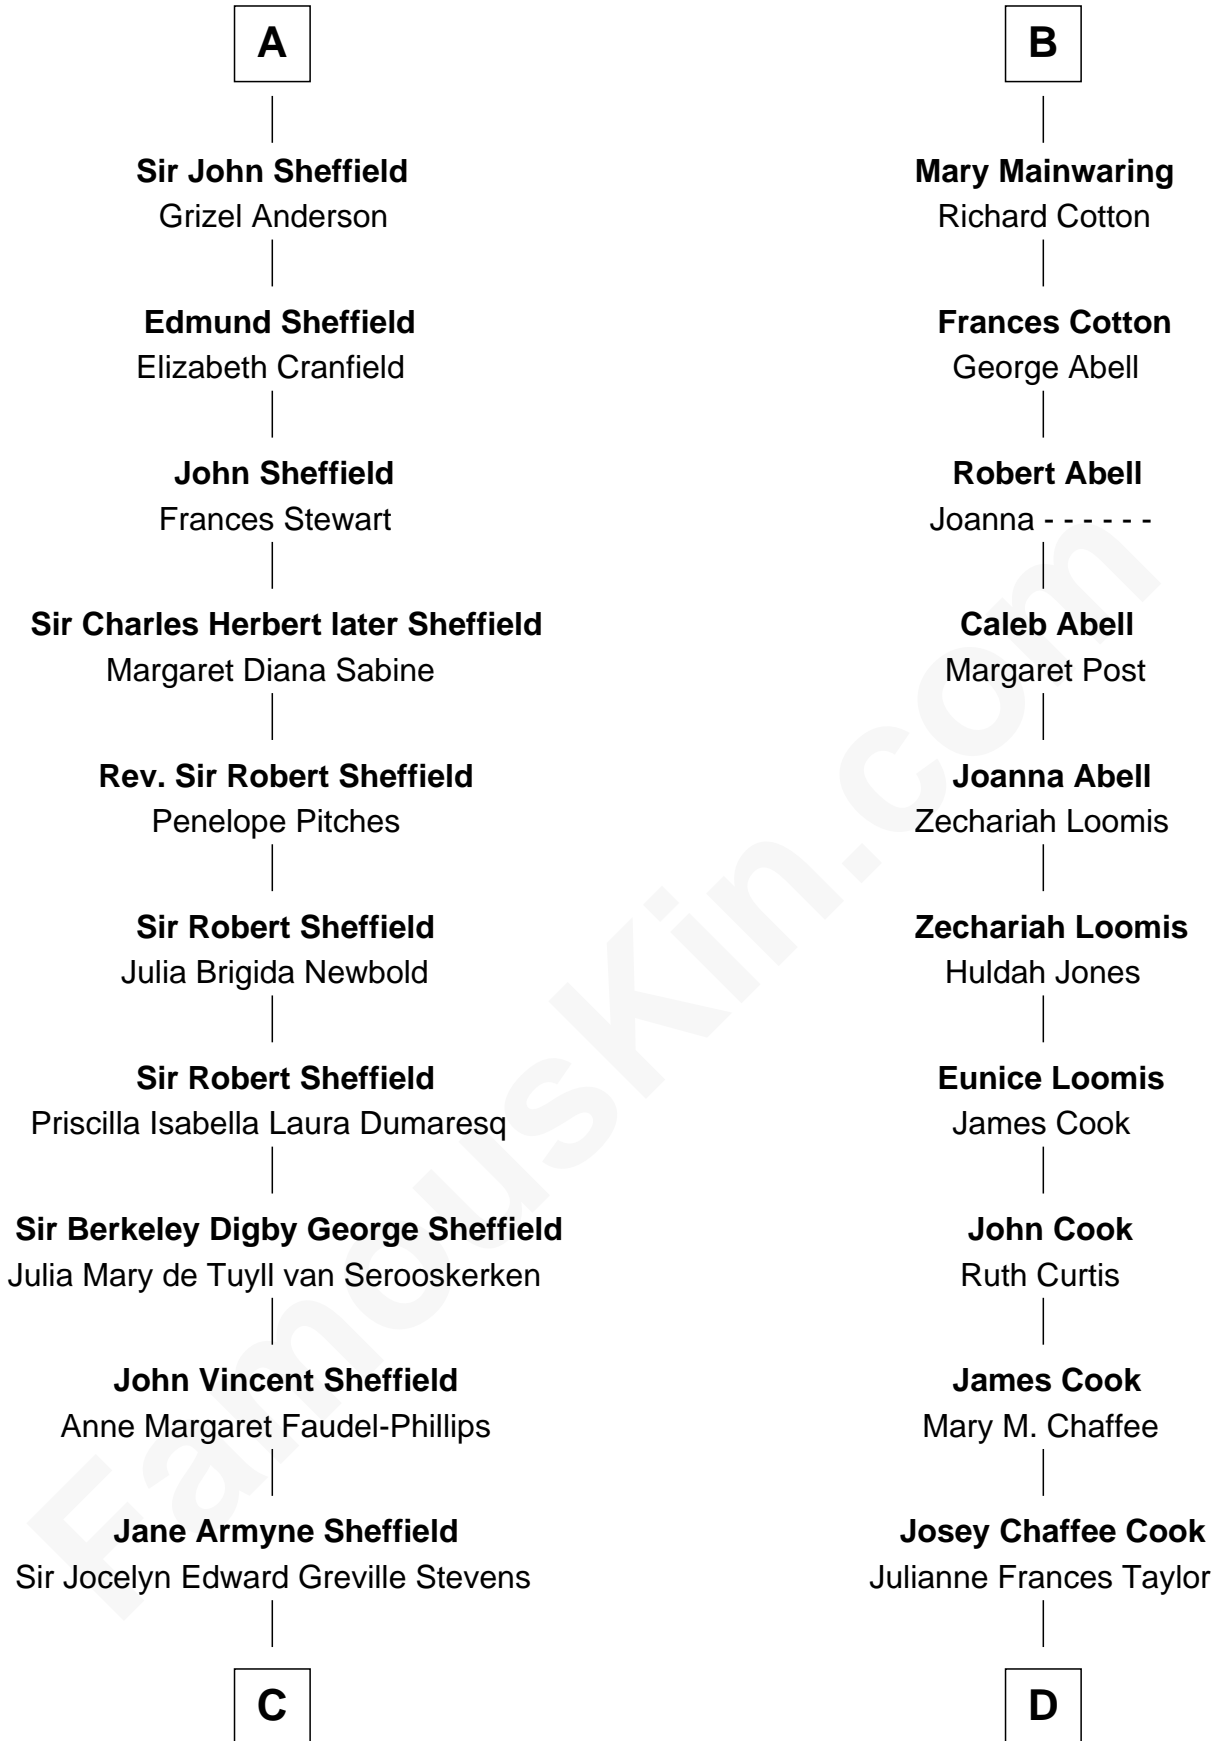 A
Sir John Sheffield
Grizel Anderson
Edmund Sheffield
Elizabeth Cranfield
John Sheffield
Frances Stewart
Sir Charles Herbert later Sheffield
Margaret Diana Sabine
Rev. Sir Robert Sheffield
Penelope Pitches
Sir Robert Sheffield
Julia Brigida Newbold
Sir Robert Sheffield
Priscilla Isabella Laura Dumaresq
Sir Berkeley Digby George Sheffield
Julia Mary de Tuyll van Serooskerken
John Vincent Sheffield
Anne Margaret Faudel-Phillips
Jane Armyne Sheffield
Sir Jocelyn Edward Greville Stevens
C
B
Mary Mainwaring
Richard Cotton
Frances Cotton
George Abell
Robert Abell
Joanna - - - - - -
Caleb Abell
Margaret Post
Joanna Abell
Zechariah Loomis
Zechariah Loomis
Huldah Jones
Eunice Loomis
James Cook
John Cook
Ruth Curtis
James Cook
Mary M. Chaffee
Josey Chaffee Cook
Julianne Frances Taylor
D
FamousKin.com